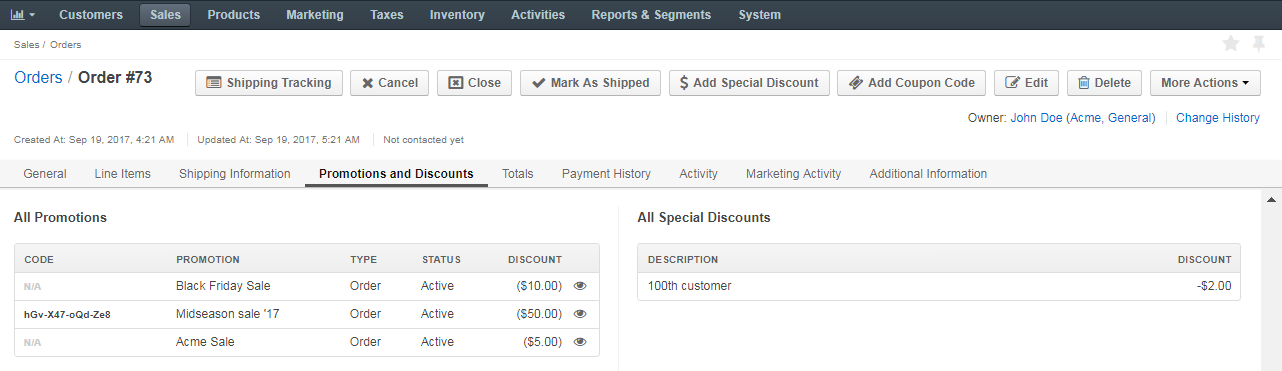 Customers Sales Products Marketing Taxes Inventory Activities Reports & Segments System
Sales / Orders
Orders / Order #73
Shipping Tracking Cancel Close Mark As Shipped $ Add Special Discount Add Coupon Code Edit Delete More Actions
Owner: John Doe (Acme, General) Change History
Created At: Sep 19, 2017, 4:21 AM Updated At: Sep 19, 2017, 5:21 AM Not contacted yet
General Line Items Shipping Information Promotions and Discounts Totals Payment History Activity Marketing Activity Additional Information
All Promotions
CODE PROMOTION TYPE STATUS DISCOUNT
N/A Black Friday Sale Order Active ($10.00)
hGv-X47-oQd-Ze8 Midseason sale '17 Order Active ($50.00)
N/A Acme Sale Order Active ($5.00)
All Special Discounts
DESCRIPTION DISCOUNT
100th customer -$2.00